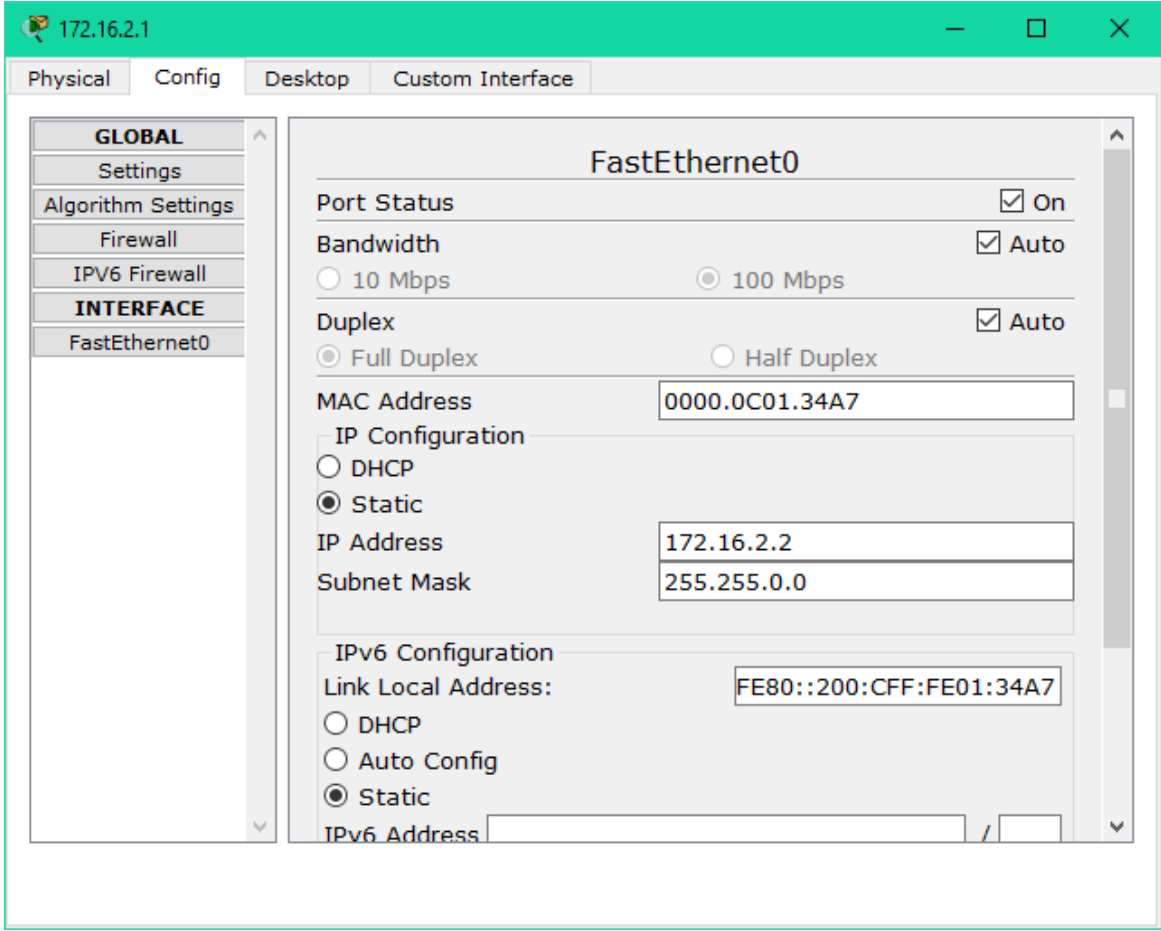 172.16.2.1
Physical Config Desktop Custom Interface
GLOBAL
Settings
Algorithm Settings
Firewall
IPV6 Firewall
INTERFACE
FastEthernet0
FastEthernet0
Port Status On
Bandwidth Auto
10 Mbps 100 Mbps
Duplex Auto
Full Duplex Half Duplex
MAC Address 0000.0C01.34A7
IP Configuration
DHCP
Static
IP Address 172.16.2.2
Subnet Mask 255.255.0.0
IPv6 Configuration
Link Local Address: FE80::200:CFF:FE01:34A7
DHCP
Auto Config
Static
IPv6 Address /